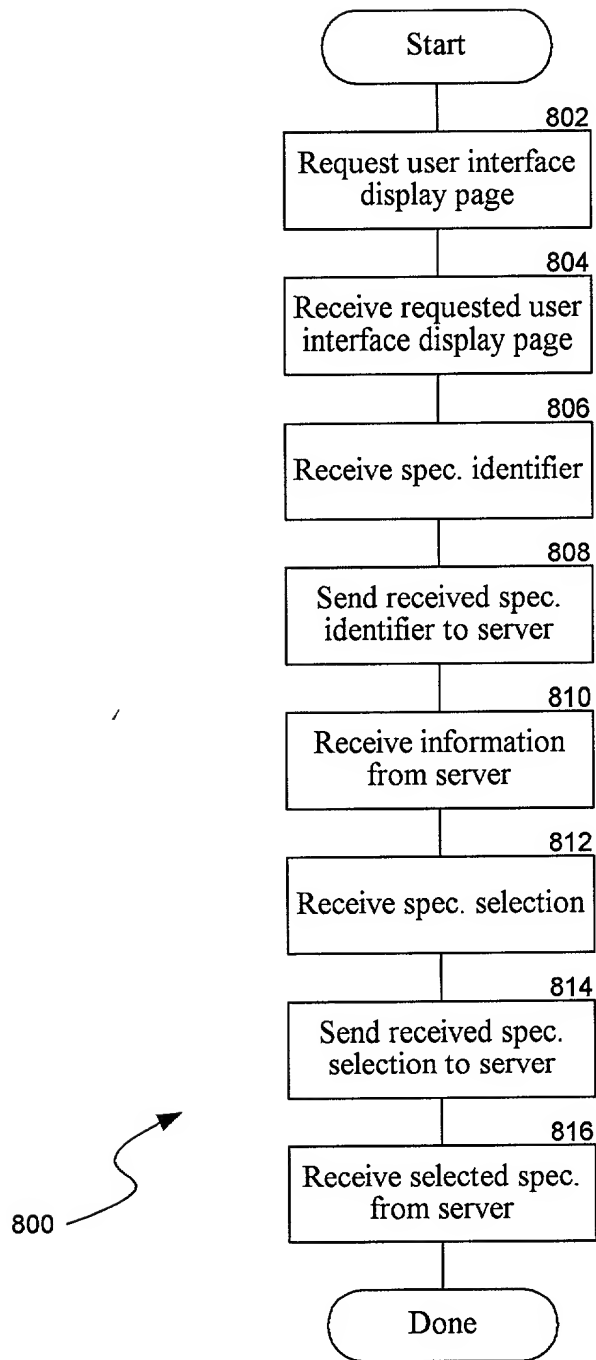 Start
802
Request user interface
display page
804
Receive requested user
interface display page
806
Receive spec. identifier
808
Send received spec.
identifier to server
810
Receive information
from server
812
Receive spec. selection
814
Send received spec.
selection to server
816
Receive selected spec.
from server
800
Done